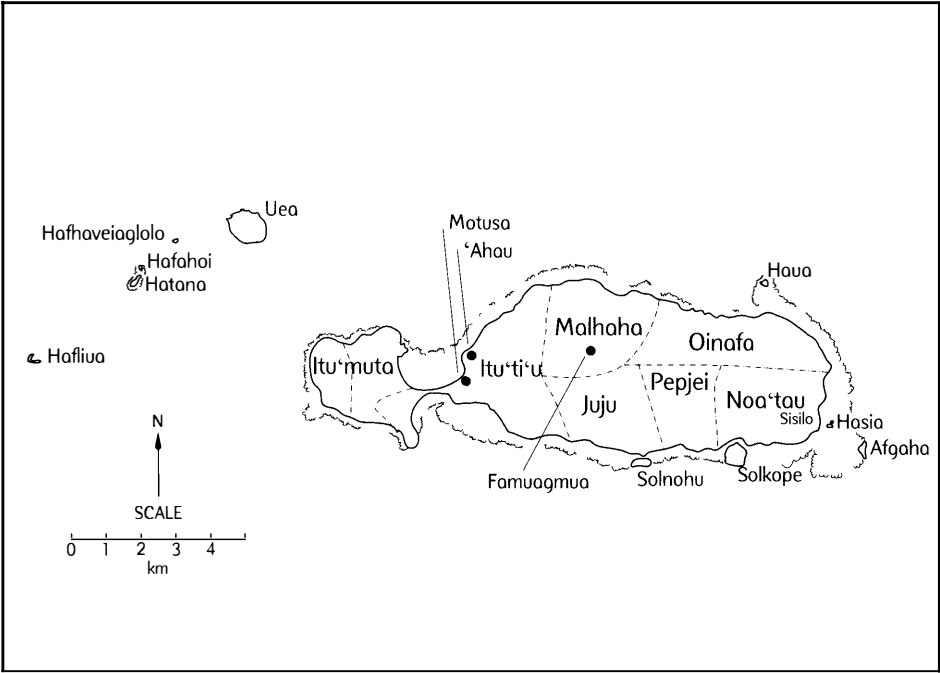 Uea
Hafhaveiaglolo
Hafahoi
Hatana
Hafliua
Motusa
‘Ahau
Haua
Malhaha
Oinafa
Itu‘muta
Itu‘ti‘u
Pepjei
Juju
Noa‘tau
Sisilo
Hasia
Afgaha
Famuagmua
Solnohu
Solkope
N
SCALE
0 1 2 3 4
km